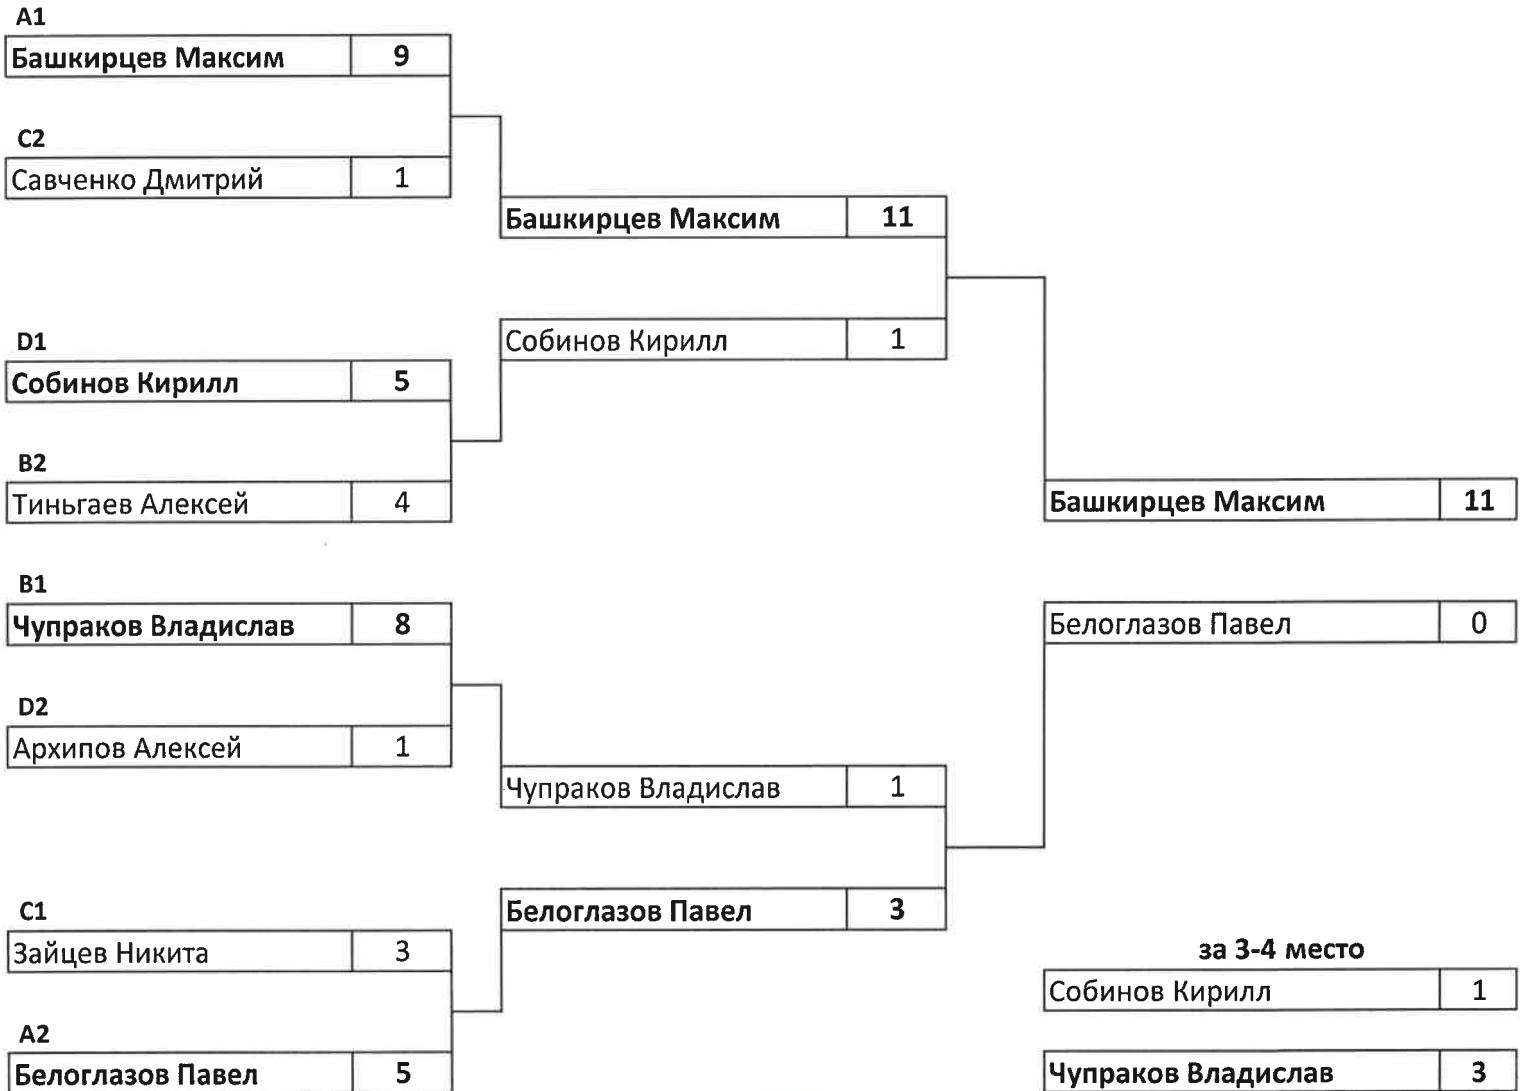 A1
Башкирцев Максим 9
C2
Савченко Дмитрий 1
Башкирцев Максим 11
D1
Собинов Кирилл 1
Собинов Кирилл 5
B2
Тиньгаев Алексей 4
Башкирцев Максим 11
B1
Чупраков Владислав 8
Белоглазов Павел 0
D2
Архипов Алексей 1
Чупраков Владислав 1
C1
Белоглазов Павел 3
Зайцев Никита 3
за 3-4 место
Собинов Кирилл 1
A2
Белоглазов Павел 5
Чупраков Владислав 3